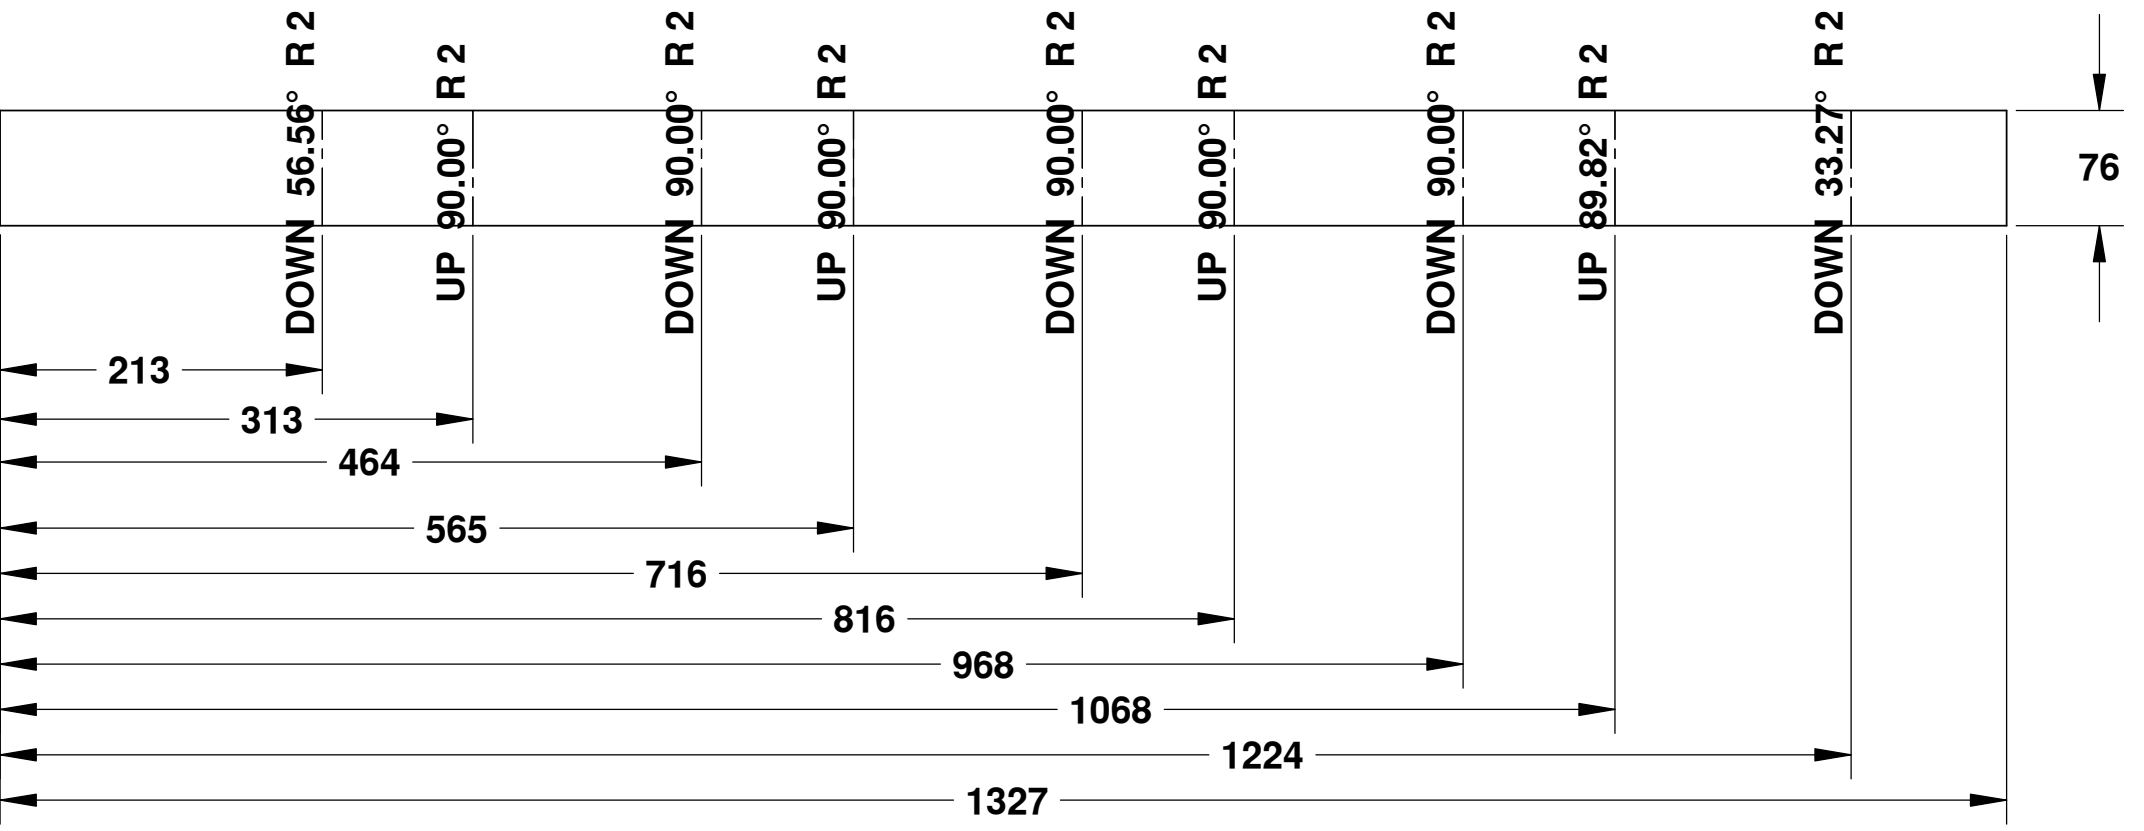 DOWN 56.56° R 2
UP 90.00° R 2
DOWN 90.00° R 2
UP 90.00° R 2
DOWN 90.00° R 2
UP 90.00° R 2
DOWN 90.00° R 2
UP 89.82° R 2
DOWN 33.27° R 2
76
213
313
464
565
716
816
968
1068
1224
1327